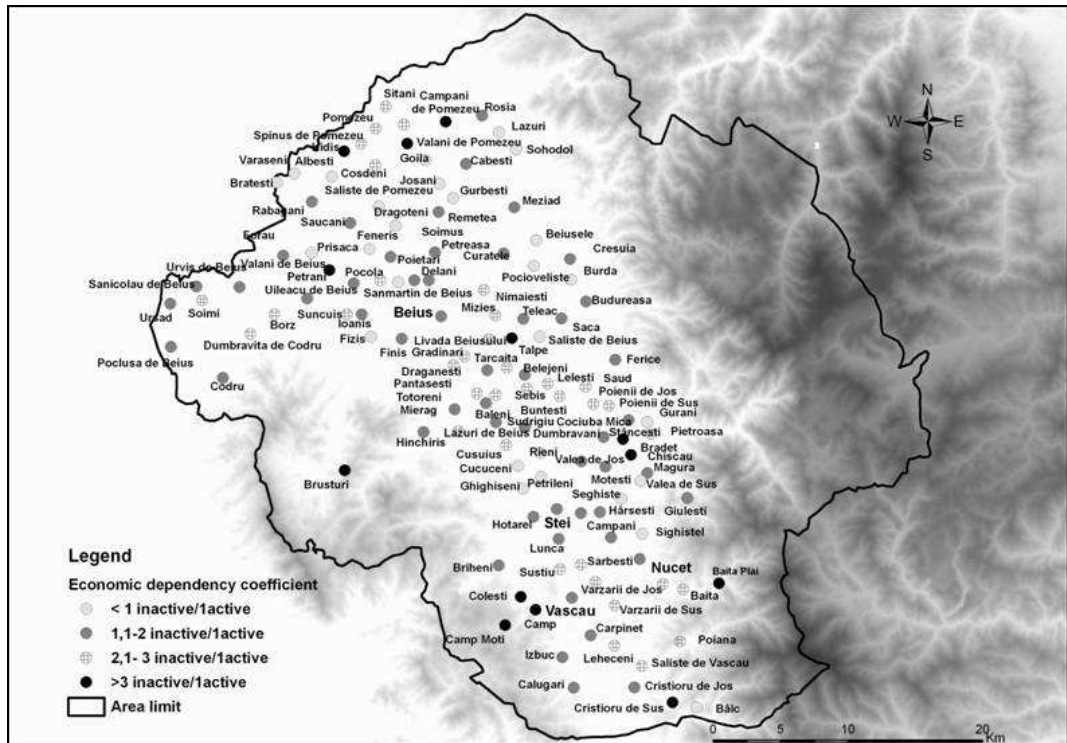 Sitani
Campani
de Pomezeu
Rosia
Pomezeu
Lazuri
Spinus de Pomezeu
Valani de Pomezeu
Sohodol
Vidis
Varaseni
Albesti
Goila
Cabesti
Cosdeni
Josani
Bratesti
Saliste de Pomezeu
Gurbesti
Meziad
Rabagani
Dragoteni
Remetea
Saucani
Feneris
Soimus
Beiusele
Forau
Prisaca
Petreasa
Curatele
Cresuia
Poietari
Urvis de Beius
Valani de Beius
Petrani
Pocola
Delani
Pocioveliste
Burda
Sanicolau de Beius
Uileacu de Beius
Sanmartin de Beius
Nimaiesti
Budureasa
Ursad
Soimi
Suncuis
Beius
Mizies
Teleac
Borz
Ioanis
Saca
Dumbravita de Codru
Fizis
Finis
Livada Beiusului
Talpe
Saliste de Beius
Poclusa de Beius
Gradinari
Tarcaita
Ferice
Draganesti
Belejeni
Codru
Pantasesti
Lelesti
Saud
Totoreni
Sebis
Poienii de Jos
Mierag
Buntesti
Poienii de Sus
Baleni
Sudrigiu
Cociuba Mica
Gurani
Hinchiris
Lazuri de Beius
Dumbravani
Stâncesti
Pietroasa
Cusuius
Rieni
Bradet
Valea de Jos
Chiscau
Cucuceni
Magura
Brusturi
Ghighiseni
Petrileni
Motesti
Valea de Sus
Seghiste
Giulesti
Hotarel
Stei
Hârsesti
Campani
Sighistel
Lunca
Briheni
Sustiu
Sarbesti
Nucet
Baita Plai
Colesti
Varzarii de Jos
Baita
Vascau
Varzarii de Sus
Camp
Camp Moti
Carpinet
Poiana
Izbuc
Leheceni
Saliste de Vascau
Calugari
Cristioru de Jos
Cristioru de Sus
Bâlc
N
W
E
S
Legend
Economic dependency coefficient
< 1 inactive/1active
1,1-2 inactive/1active
2,1- 3 inactive/1active
>3 inactive/1active
Area limit
0 5 10 20
Km